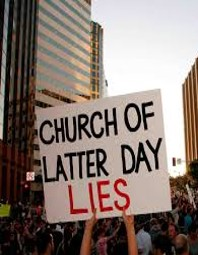 CHURCH OF
LATTER DAY
LIES